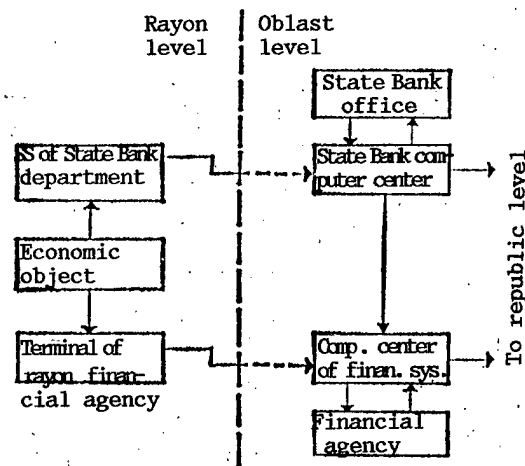 Rayon
level
Oblast
level
State Bank
office
SS of State Bank
department
State Bank com-
puter center
Economic
object
Terminal of
rayon finan-
cial agency
Comp. center
of finan. sys.
Financial
agency
To republic level